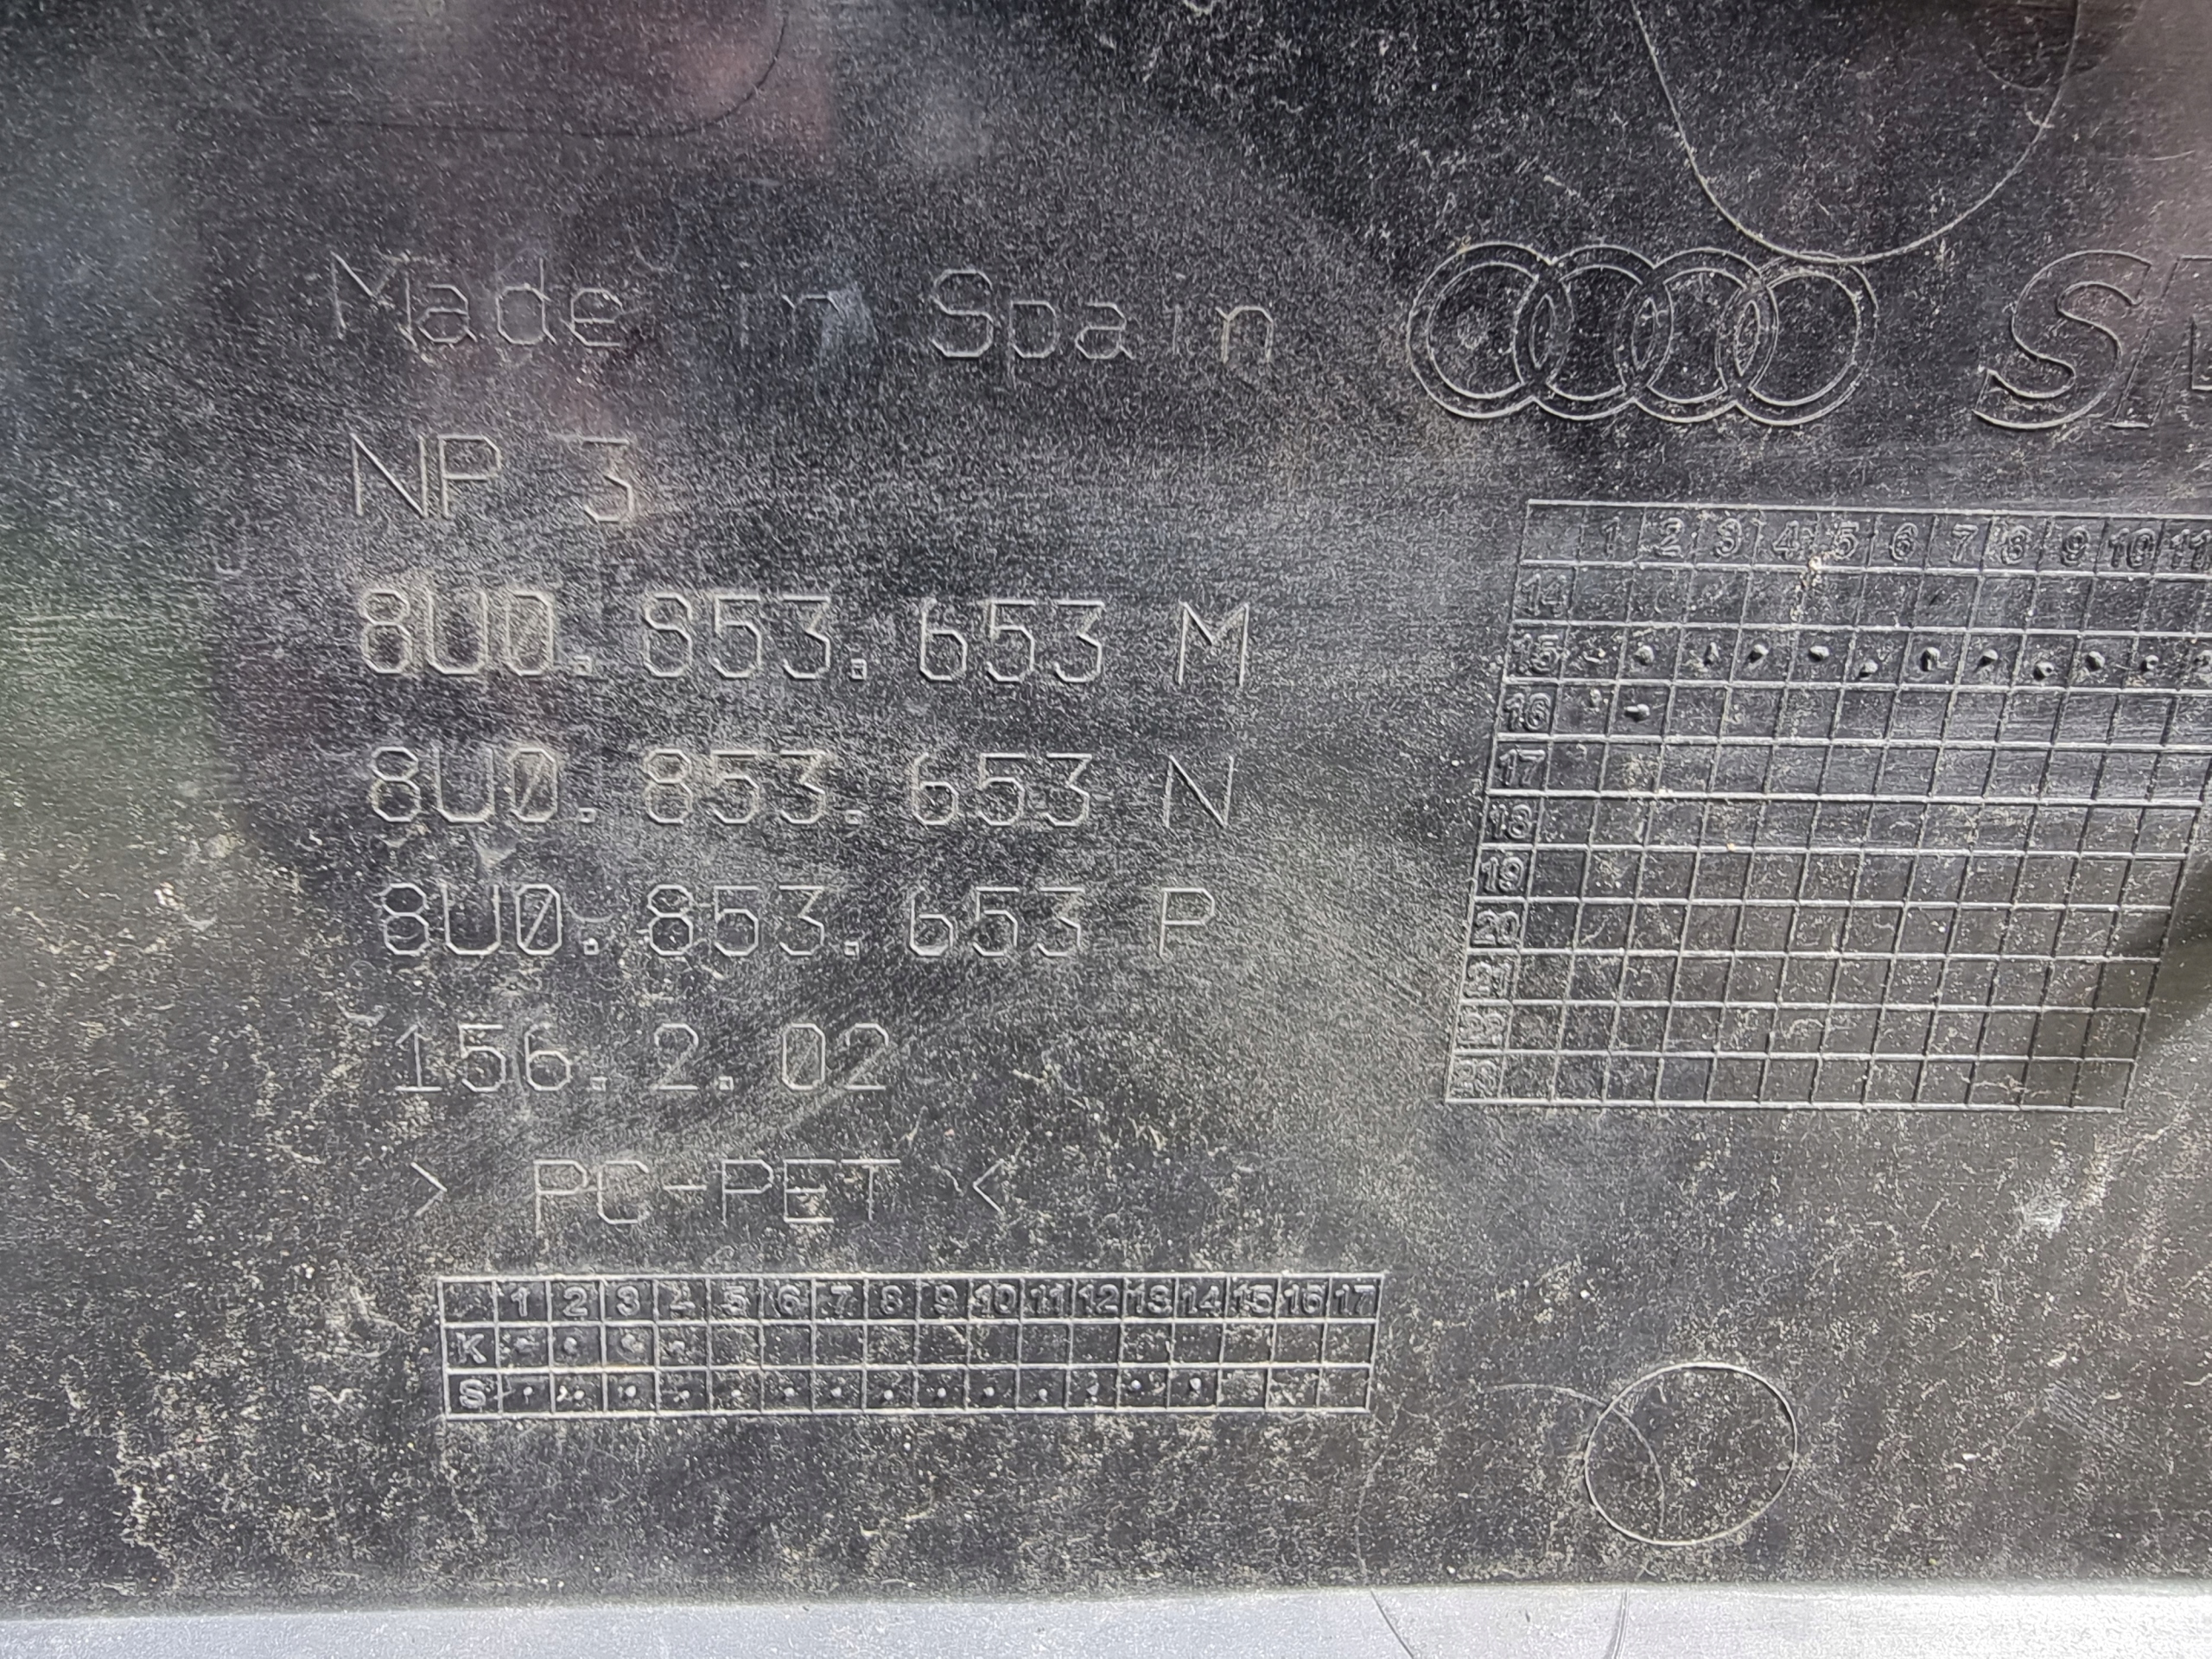 Made in Spain
NP 3
8U0. 853. 653 M
8U0. 853. 653 N
8U0. 853. 653 P
156. 2. 02
> PC-PET <
1 2 3 4 5 6 7 8 9 10 11 12 13 14 15 16 17
K
S
1 2 3 4 5 6 7 8 9 10 11
14
15
16
17
18
19
20
21